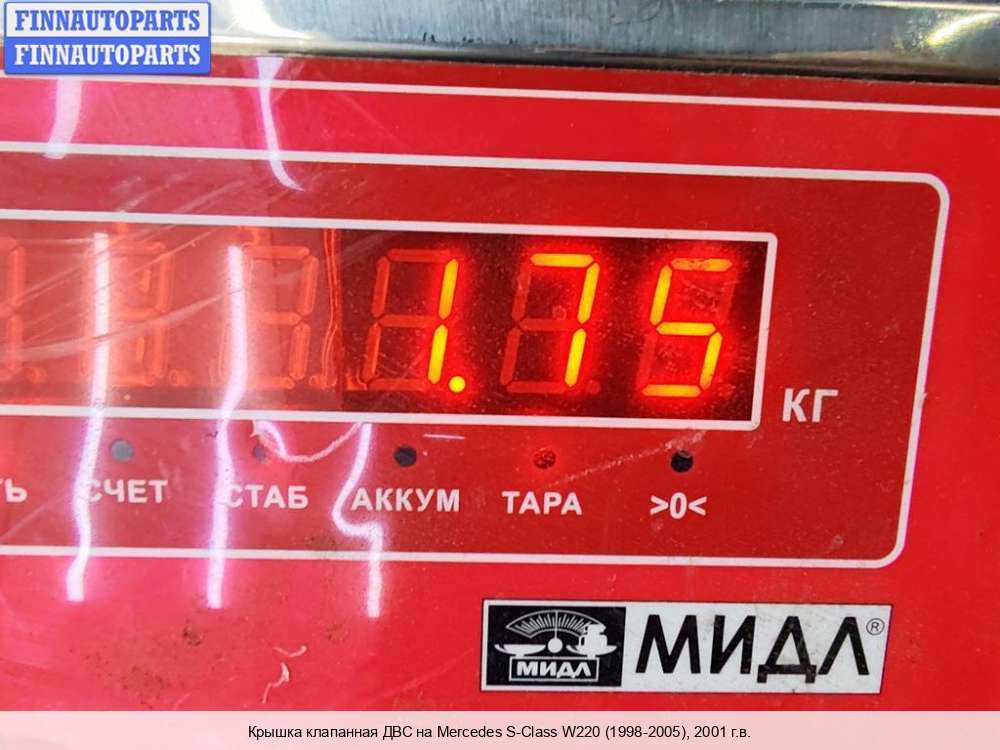 FINNAUTOPARTS
FINNAUTOPARTS
1.75
КГ
СЧЕТ СТАБ АККУМ ТАРА >0<
МИДЛ МИДЛ®
Крышка клапанная ДВС на Mercedes S-Class W220 (1998-2005), 2001 г.в.